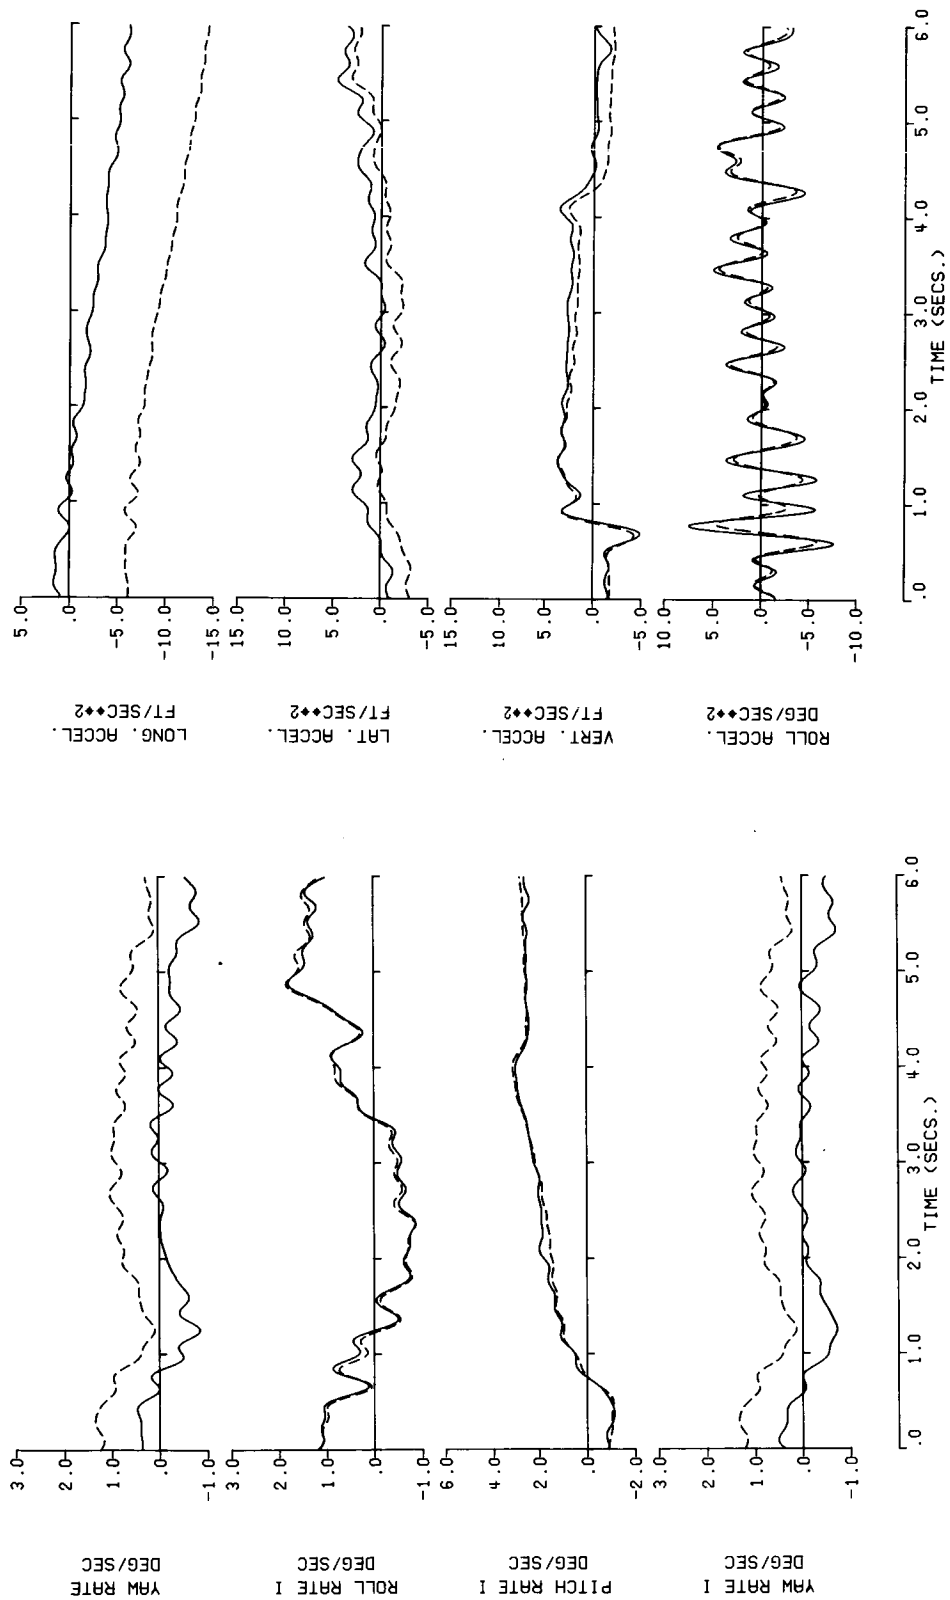 YAW RATE
DEG/SEC
3.0
2.0
1.0
.0
-1.0
ROLL RATE I
DEG/SEC
3.0
2.0
1.0
.0
-1.0
PITCH RATE I
DEG/SEC
6.0
4.0
2.0
.0
-2.0
YAW RATE I
DEG/SEC
3.0
2.0
1.0
.0
-1.0
.0 1.0 2.0 3.0 4.0 5.0 6.0
TIME (SECS.)
LONG. ACCEL.
FT/SEC♦♦2
5.0
.0
-5.0
-10.0
-15.0
LAT. ACCEL.
FT/SEC♦♦2
15.0
10.0
5.0
.0
-5.0
VERT. ACCEL.
FT/SEC♦♦2
15.0
10.0
5.0
.0
-5.0
ROLL ACCEL.
DEG/SEC♦♦2
10.0
5.0
.0
-5.0
-10.0
.0 1.0 2.0 3.0 4.0 5.0 6.0
TIME (SECS.)